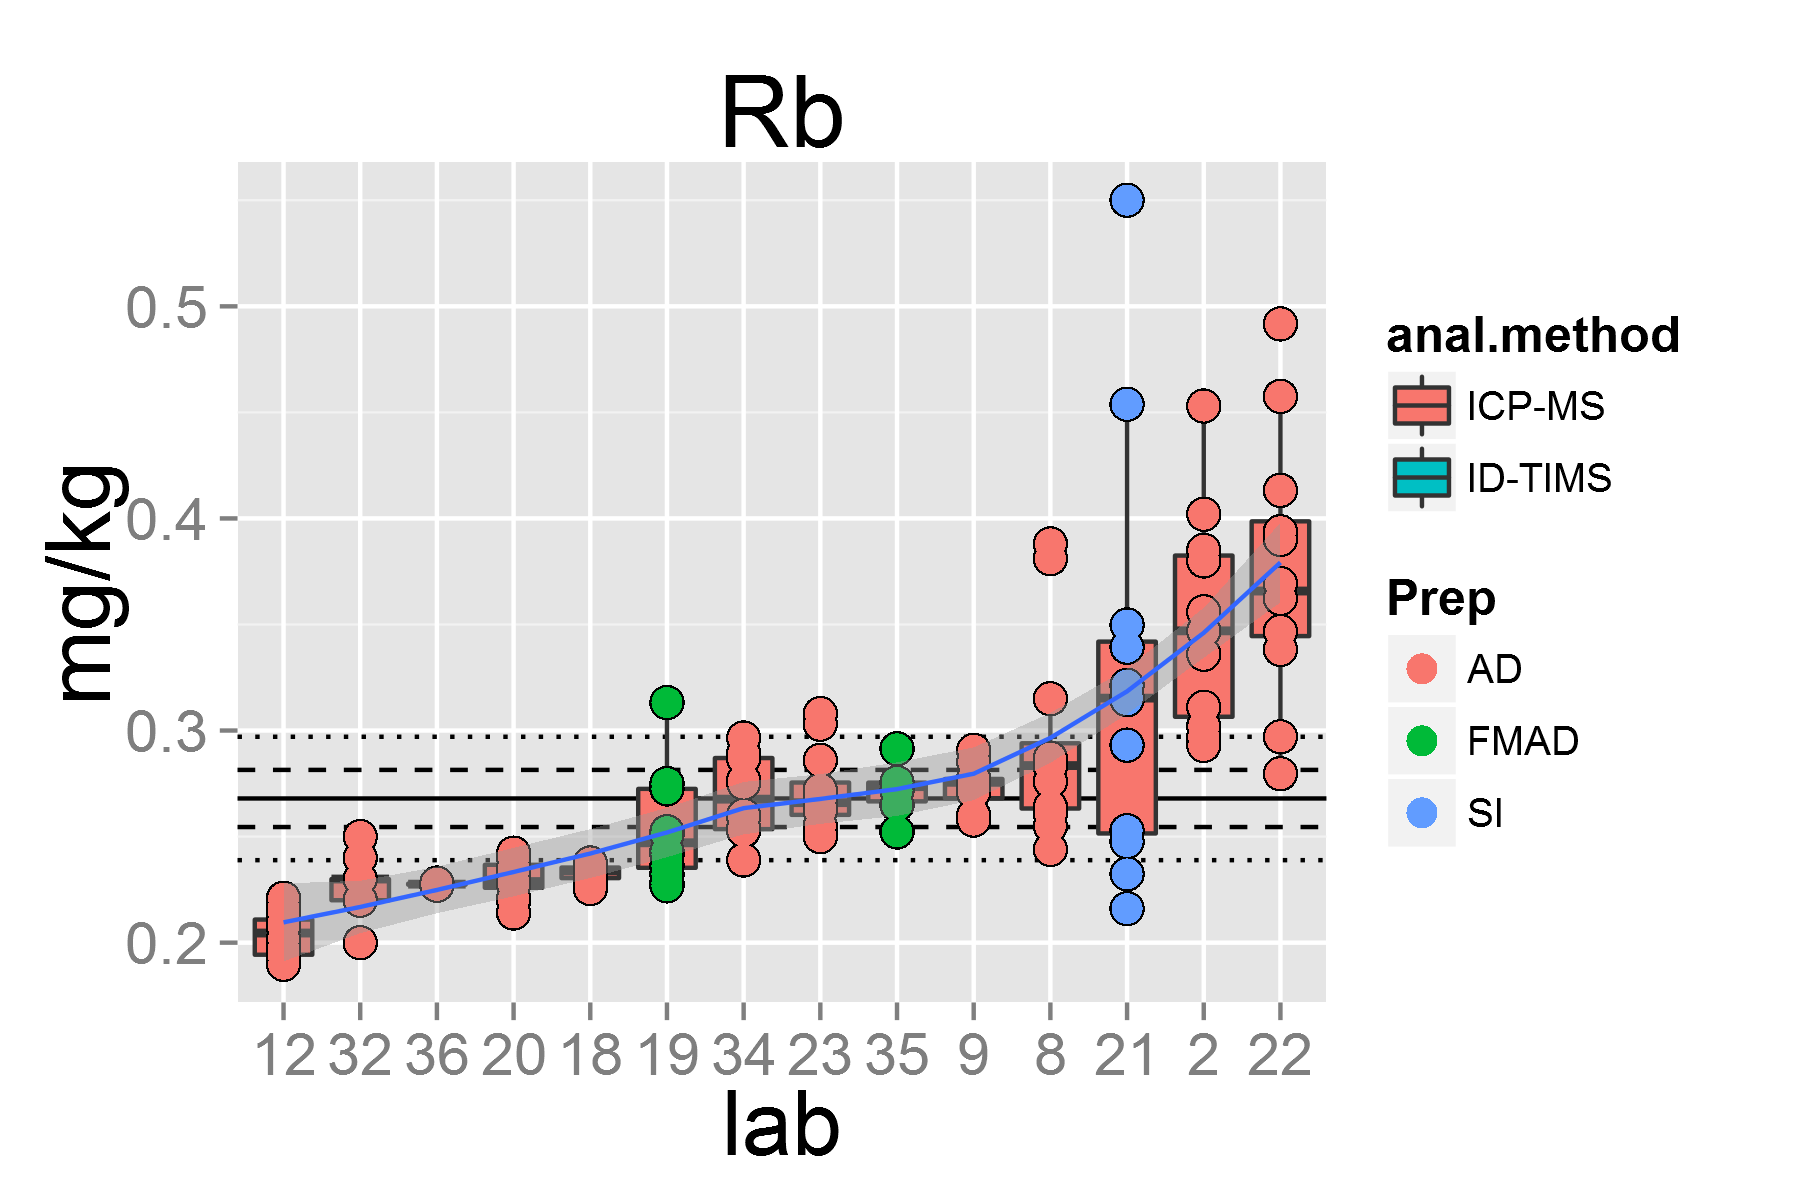 Rb
mg/kg
0.5
0.4
0.3
0.2
12 32 36 20 18 19 34 23 35 9 8 21 2 22
lab
anal.method
ICP-MS
ID-TIMS
Prep
AD
FMAD
SI